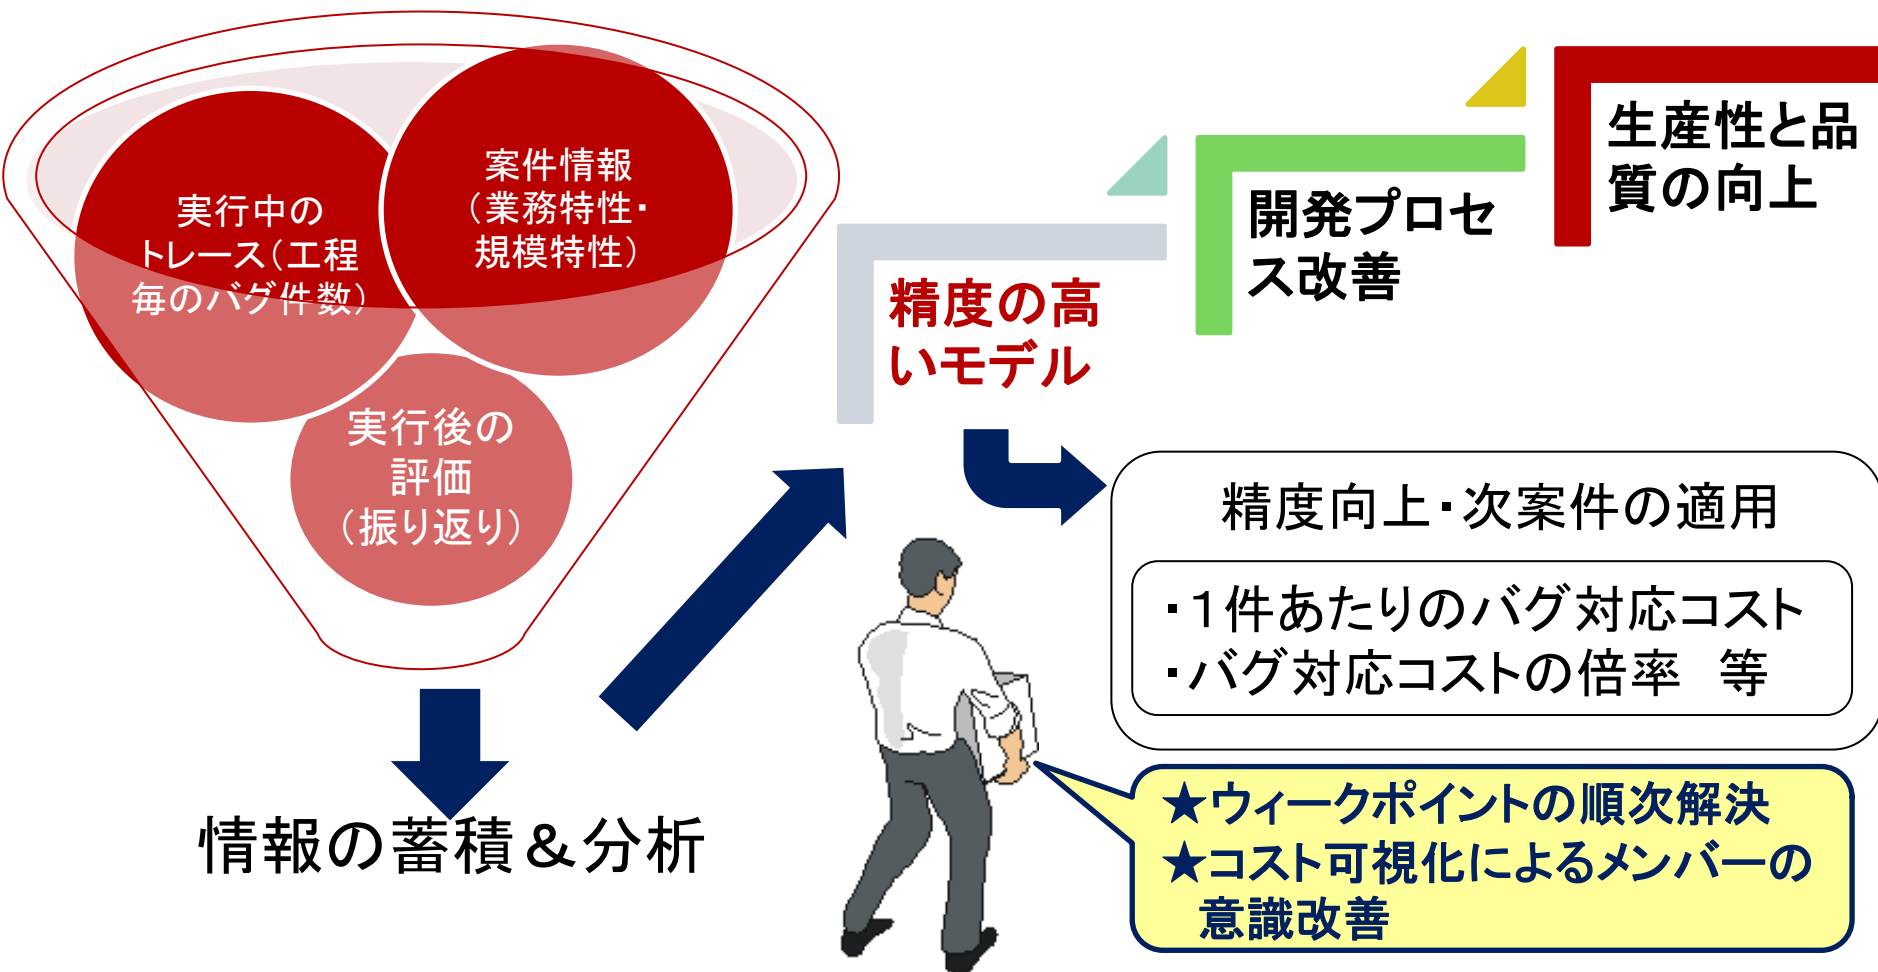 実行中の
トレース（工程
毎のバグ件数）
案件情報
（業務特性・
規模特性）
実行後の
評価
（振り返り）
情報の蓄積＆分析
精度の高
いモデル
開発プロセ
ス改善
生産性と品
質の向上
精度向上・次案件の適用
・１件あたりのバグ対応コスト
・バグ対応コストの倍率　等
★ウィークポイントの順次解決
★コスト可視化によるメンバーの
意識改善